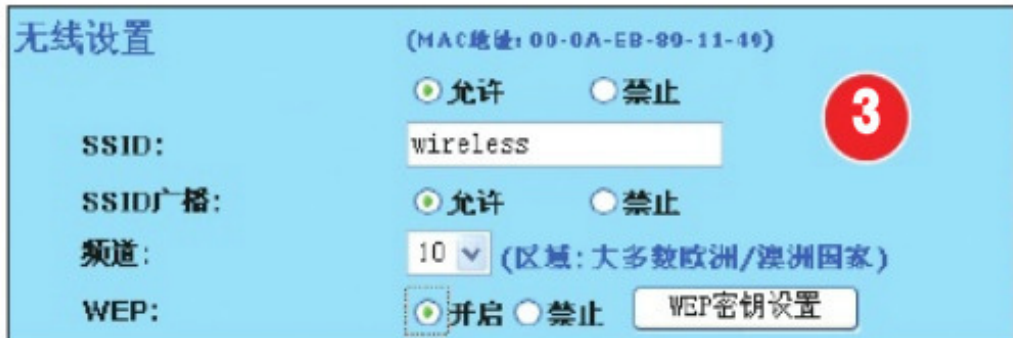 无线设置 (MAC地址: 00-0A-EB-89-11-49)
允许 禁止
3
SSID: wireless
SSID广播: 允许 禁止
频道: 10 (区域: 大多数欧洲/澳洲国家)
WEP: 开启 禁止 WEP密钥设置